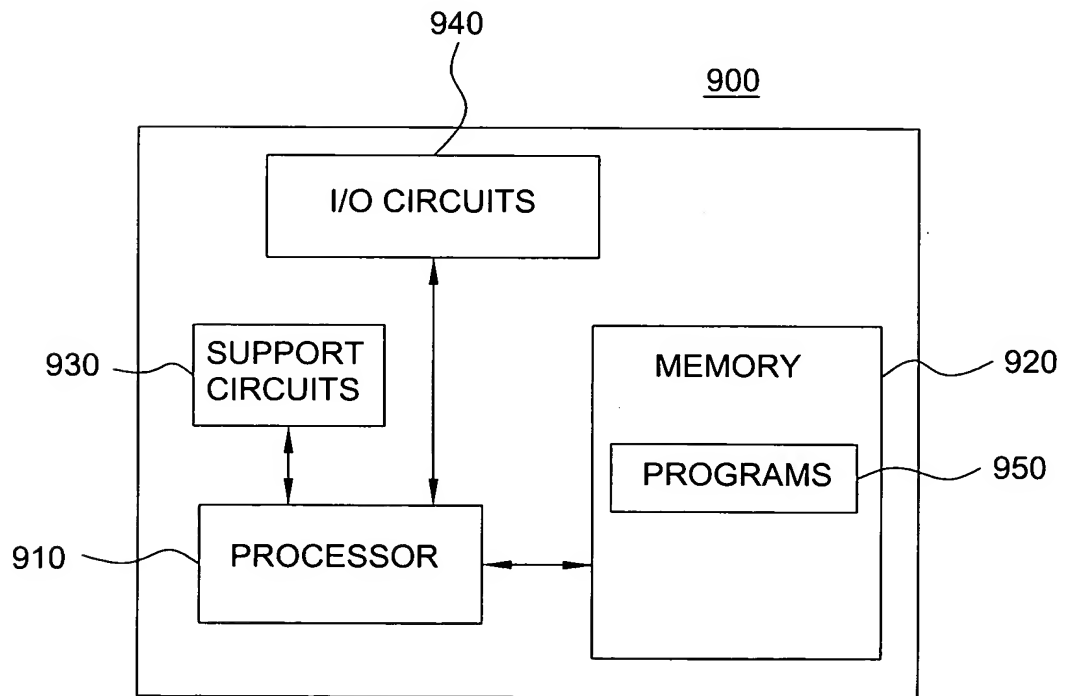 940
900
I/O CIRCUITS
930
SUPPORT
CIRCUITS
MEMORY
920
PROGRAMS
950
910
PROCESSOR